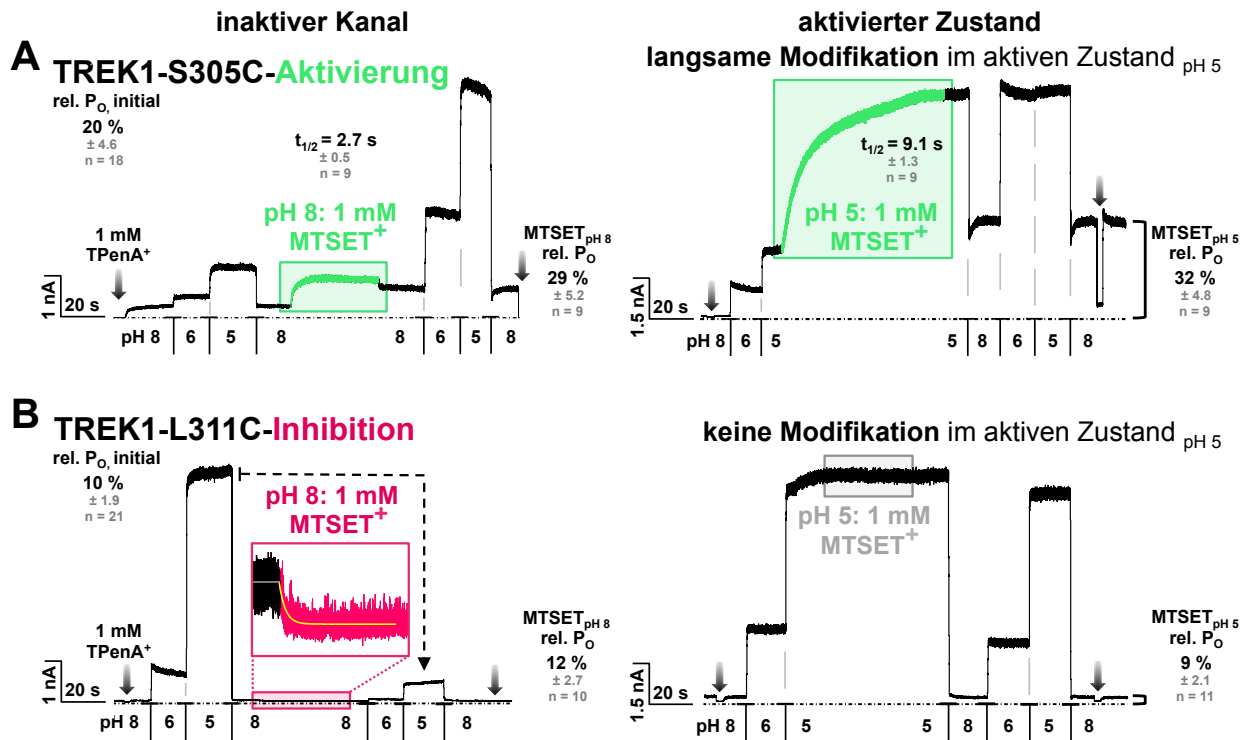 inaktiver Kanal
aktivierter Zustand
A
TREK1-S305C-Aktivierung
langsame Modifikation im aktiven Zustand pH 5
rel. PO, initial
20 %
± 4.6
n = 18
t1/2 = 2.7 s
± 0.5
n = 9
pH 8: 1 mM
MTSET+
1 mM
TPenA+
MTSETpH 8
rel. PO
29 %
± 5.2
n = 9
1 nA
20 s
pH 8 6 5 8 8 6 5 8
t1/2 = 9.1 s
± 1.3
n = 9
pH 5: 1 mM
MTSET+
MTSETpH 5
rel. PO
32 %
± 4.8
n = 9
1.5 nA
20 s
pH 8 6 5 5 8 6 5 8
B
TREK1-L311C-Inhibition
keine Modifikation im aktiven Zustand pH 5
rel. PO, initial
10 %
± 1.9
n = 21
pH 8: 1 mM
MTSET+
1 mM
TPenA+
MTSETpH 8
rel. PO
12 %
± 2.7
n = 10
1 nA
20 s
pH 8 6 5 8 8 6 5 8
pH 5: 1 mM
MTSET+
MTSETpH 5
rel. PO
9 %
± 2.1
n = 11
1.5 nA
20 s
pH 8 6 5 5 8 6 5 8